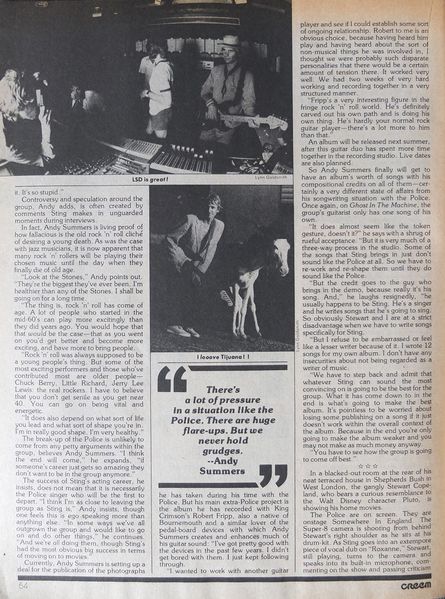 LSD is great!
Lynn Goldsmith
it. It's so stupid."
Controversy and speculation around the
group, Andy adds, is often created by
comments Sting makes in unguarded
moments during interviews.
In fact, Andy Summers is living proof of
how fallacious is the old rock 'n' roll cliché
of desiring a young death. As was the case
with jazz musicians, it is now apparent that
many rock 'n' rollers will be playing their
chosen music until the day when they
finally die of old age.
"Look at the Stones," Andy points out.
"They're the biggest they've ever been. I'm
healthier than any of the Stones. I shall be
going on for a long time.
"The thing is, rock 'n' roll has come of
age. A lot of people who started in the
mid-60's can play more excitingly than
they did years ago. You would hope that
that would be the case—that as you went
on you'd get better and become more
exciting, and have more to bring people.
"Rock 'n' roll was always supposed to be
a young people's thing. But some of the
most exciting performers and those who've
contributed most are older people—
Chuck Berry, Little Richard, Jerry Lee
Lewis: the real rockers. I have to believe
that you don't get senile as you get near
40. You can go on being vital and
energetic.
"It does also depend on what sort of life
you lead and what sort of shape you're in.
I'm in really good shape. I'm very healthy."
The break-up of the Police is unlikely to
come from any petty arguments within the
group, believes Andy Summers. "I think
the end will come," he expands, "if
someone's career just gets so amazing they
don't want to be in the group anymore."
The success of Sting's acting career, he
insists, does not mean that it is necessarily
the Police singer who will be the first to
depart. "I think I'm as close to leaving the
group as Sting is," Andy insists, though
one feels this is ego speaking more than
anything else. "In some ways we've all
outgrown the group and would like to go
on and do other things," he continues.
"And we're all doing them, though Sting's
had the most obvious big success in terms
of moving on to movies."
Currently, Andy Summers is setting up a
deal for the publication of the photographs
I looove Tijuana!!
There's
a lot of pressure
in a situation like the
Police. There are huge
flare-ups. But we
never hold
grudges.
--Andy
Summers
he has taken during his time with the
Police. But his main extra-Police project is
the album he has recorded with King
Crimson's Robert Fripp, also a native of
Bournemouth and a similar lover of the
pedal-board devices with which Andy
Summers creates and enhances much of
his guitar sound: "I've got pretty good with
the devices in the past few years. I didn't
get bored with them. I just kept following
through.
"I wanted to work with another guitar
player and see if I could establish some sort
of ongoing relationship. Robert to me is an
obvious choice, because having heard him
play and having heard about the sort of
non-musical things he was involved in, I
thought we were probably such disparate
personalities that there would be a certain
amount of tension there. It worked very
well. We had two weeks of very hard
working and recording together in a very
structured manner.
"Fripp's a very interesting figure in the
fringe rock 'n' roll world. He's definitely
carved out his own path and is doing his
own thing. He's hardly your normal rock
guitar player—there's a lot more to him
than that."
An album will be released next summer,
after this guitar duo has spent more time
together in the recording studio. Live dates
are also planned.
So Andy Summers finally will get to
have an album's worth of songs with his
compositional credits on all of them—cer-
tainly a very different state of affairs from
his songwriting situation with the Police.
Once again, on Ghost In The Machine, the
group's guitarist only has one song of his
own.
"It does almost seem like the token
gesture, doesn't it?" he says with a shrug of
rueful acceptance. "But it is very much of a
three-way process in the studio. Some of
the songs that Sting brings in just don't
sound like the Police at all. So we have to
re-work and re-shape them until they do
sound like the Police.
"But the credit goes to the guy who
brings in the demo, because really it's his
song. And," he laughs resignedly, "he
usually happens to be Sting. He's a singer
and he writes songs that he's going to sing.
So obviously Stewart and I are at a strict
disadvantage when we have to write songs
specifically for Sting.
"But I refuse to be embarrassed or feel
like a lesser writer because of it. I wrote 12
songs for my own album. I don't have any
insecurities about not being regarded as a
writer of music.
"We have to step back and admit that
whatever Sting can sound the most
convincing on is going to be the best for the
group. What it has come down to in the
end is what's going to make the best
album. It's pointless to be worried about
losing some publishing on a song if it just
doesn't work within the overall context of
the album. Because in the end you're only
going to make the album weaker and you
may not make as much money anyway.
"You have to see how the group is going
to come off best."
☆ ☆ ☆
In a blacked-out room at the rear of his
neat terraced house in Shepherds Bush in
West London, the gangly Stewart Cope-
land, who bears a curious resemblance to
the Walt Disney character Pluto, is
showing his home movies.
The Police are on screen. They are
onstage Somewhere In England. The
Super-8 camera is shooting from behind
Stewart's right shoulder as he sits at his
drum-kit. As Sting goes into an extempore
piece of vocal dub on "Roxanne," Stewart,
still playing, turns to the camera and
speaks into its built-in microphone, com-
menting on the show and passing criticism
54
CREEM